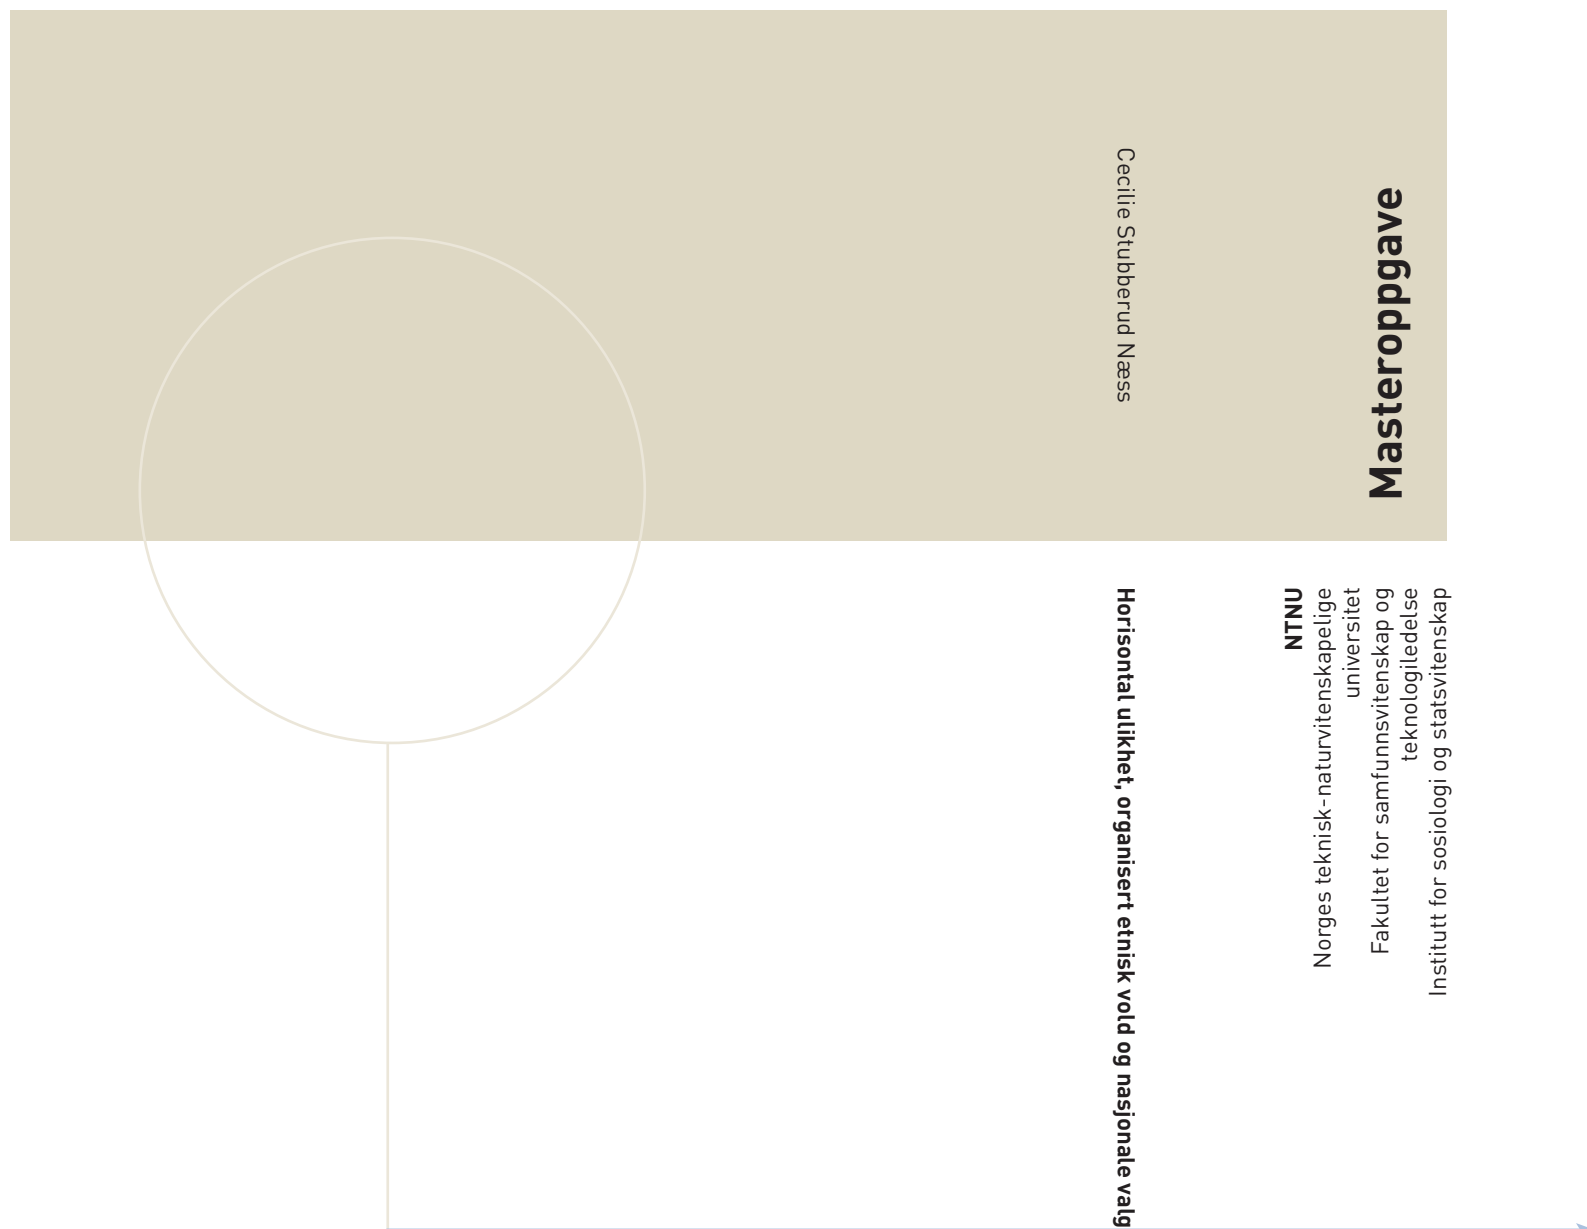 Cecilie Stubberud Næss
Horisontal ulikhet, organisert etnisk vold og nasjonale valg
Masteroppgave
NTNU
Norges teknisk-naturvitenskapelige
universitet
Fakultet for samfunnsvitenskap og
teknologiledelse
Institutt for sosiologi og statsvitenskap